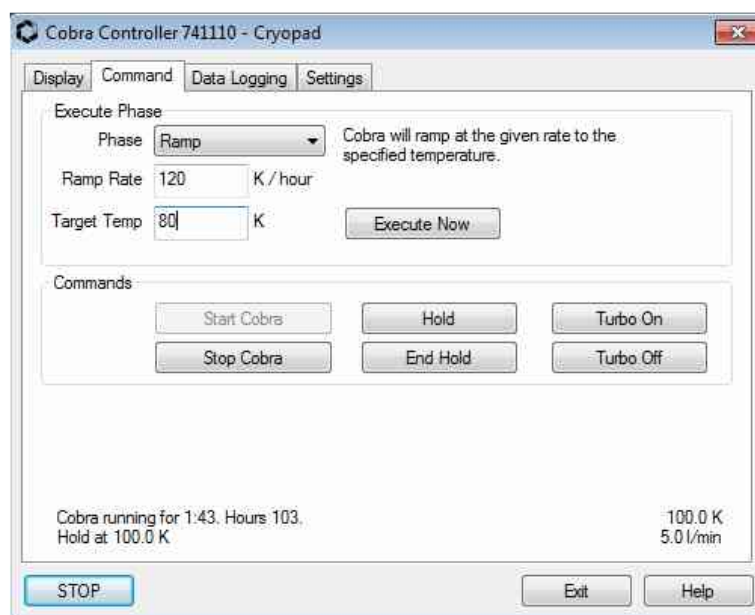 Cobra Controller 741110 - Cryopad
Display Command Data Logging Settings
Execute Phase
Phase Ramp Cobra will ramp at the given rate to the
specified temperature.
Ramp Rate 120 K / hour
Target Temp 80 K Execute Now
Commands
Start Cobra Hold Turbo On
Stop Cobra End Hold Turbo Off
Cobra running for 1:43. Hours 103. 100.0 K
Hold at 100.0 K 5.0 l/min
STOP Exit Help